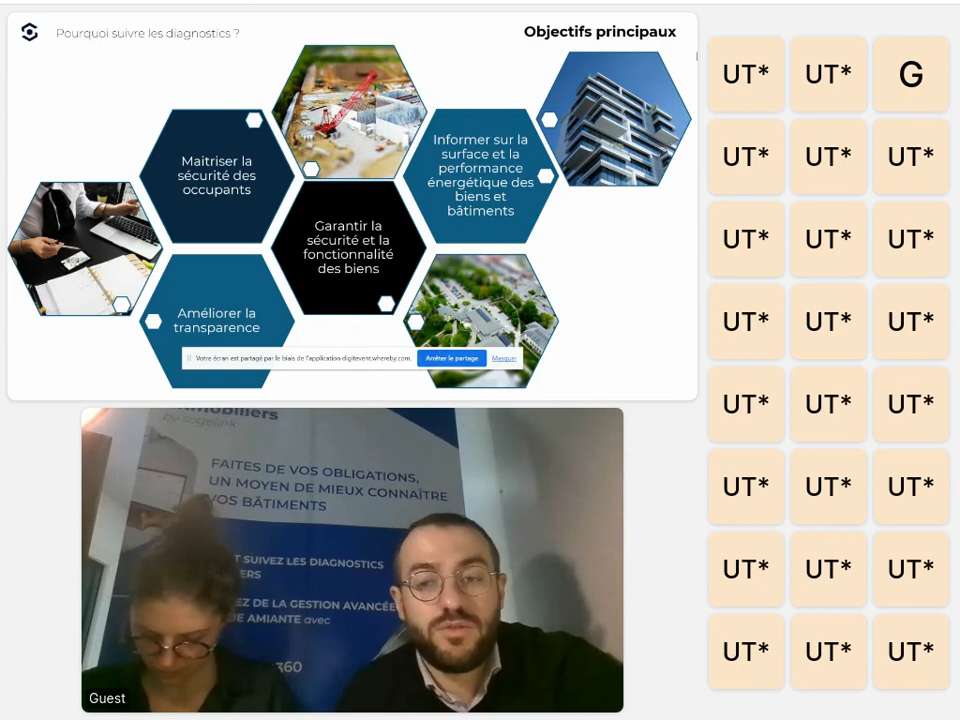 Pourquoi suivre les diagnostics ?
Objectifs principaux
Maitriser la
sécurité des
occupants
Informer sur la
surface et la
performance
énergétique des
biens et
bâtiments
Garantir la
sécurité et la
fonctionnalité
des biens
Améliorer la
transparence
Votre écran est partagé par le biais de l'application digitevent.whereby.com.
Arrêter le partage
Masquer
UT* UT* G
UT* UT* UT*
UT* UT* UT*
UT* UT* UT*
UT* UT* UT*
UT* UT* UT*
UT* UT* UT*
UT* UT* UT*
by sogelink
FAITES DE VOS OBLIGATIONS,
UN MOYEN DE MIEUX CONNAÎTRE
VOS BÂTIMENTS
T SUIVEZ LES DIAGNOSTICS
ERS
EZ DE LA GESTION AVANCÉE
E AMIANTE avec
360
Guest